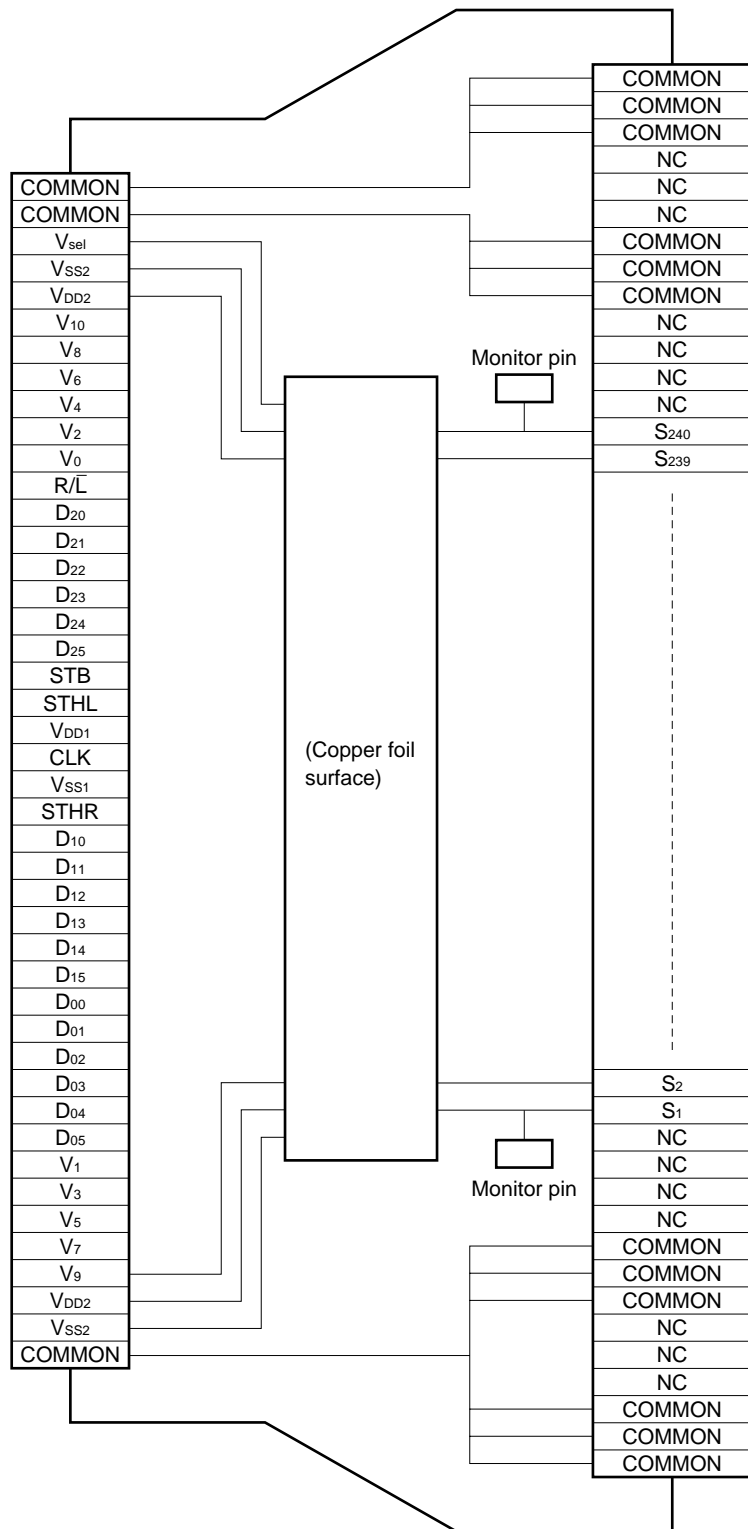 COMMON
COMMON
Vsel
VSS2
VDD2
V10
V8
V6
V4
V2
V0
R/L̅
D20
D21
D22
D23
D24
D25
STB
STHL
VDD1
CLK
VSS1
STHR
D10
D11
D12
D13
D14
D15
D00
D01
D02
D03
D04
D05
V1
V3
V5
V7
V9
VDD2
VSS2
COMMON
(Copper foil
surface)
Monitor pin
Monitor pin
COMMON
COMMON
COMMON
NC
NC
NC
COMMON
COMMON
COMMON
NC
NC
NC
NC
S240
S239
S2
S1
NC
NC
NC
NC
COMMON
COMMON
COMMON
NC
NC
NC
COMMON
COMMON
COMMON